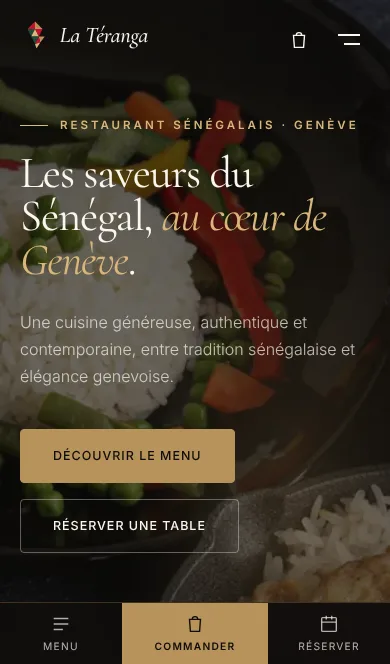 La Téranga
RESTAURANT SÉNÉGALAIS · GENÈVE
Les saveurs du
Sénégal, au cœur de
Genève.
Une cuisine généreuse, authentique et
contemporaine, entre tradition sénégalaise et
élégance genevoise.
DÉCOUVRIR LE MENU
RÉSERVER UNE TABLE
MENU
COMMANDER
RÉSERVER